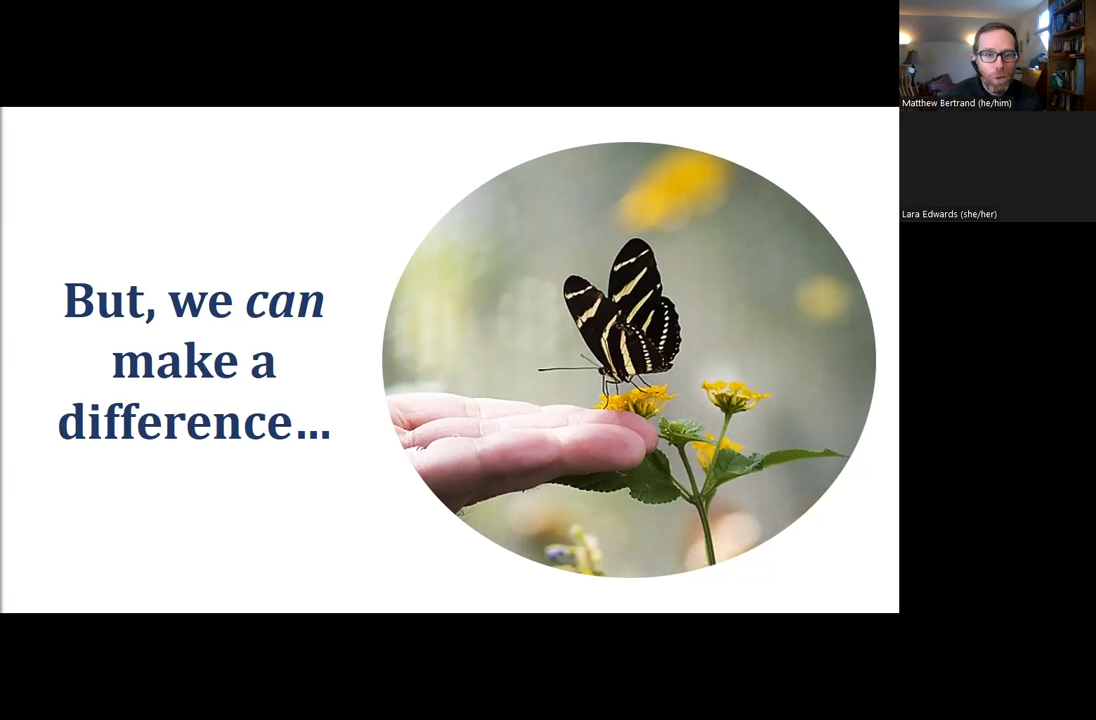 But, we can
make a
difference...
Matthew Bertrand (he/him)
Lara Edwards (she/her)